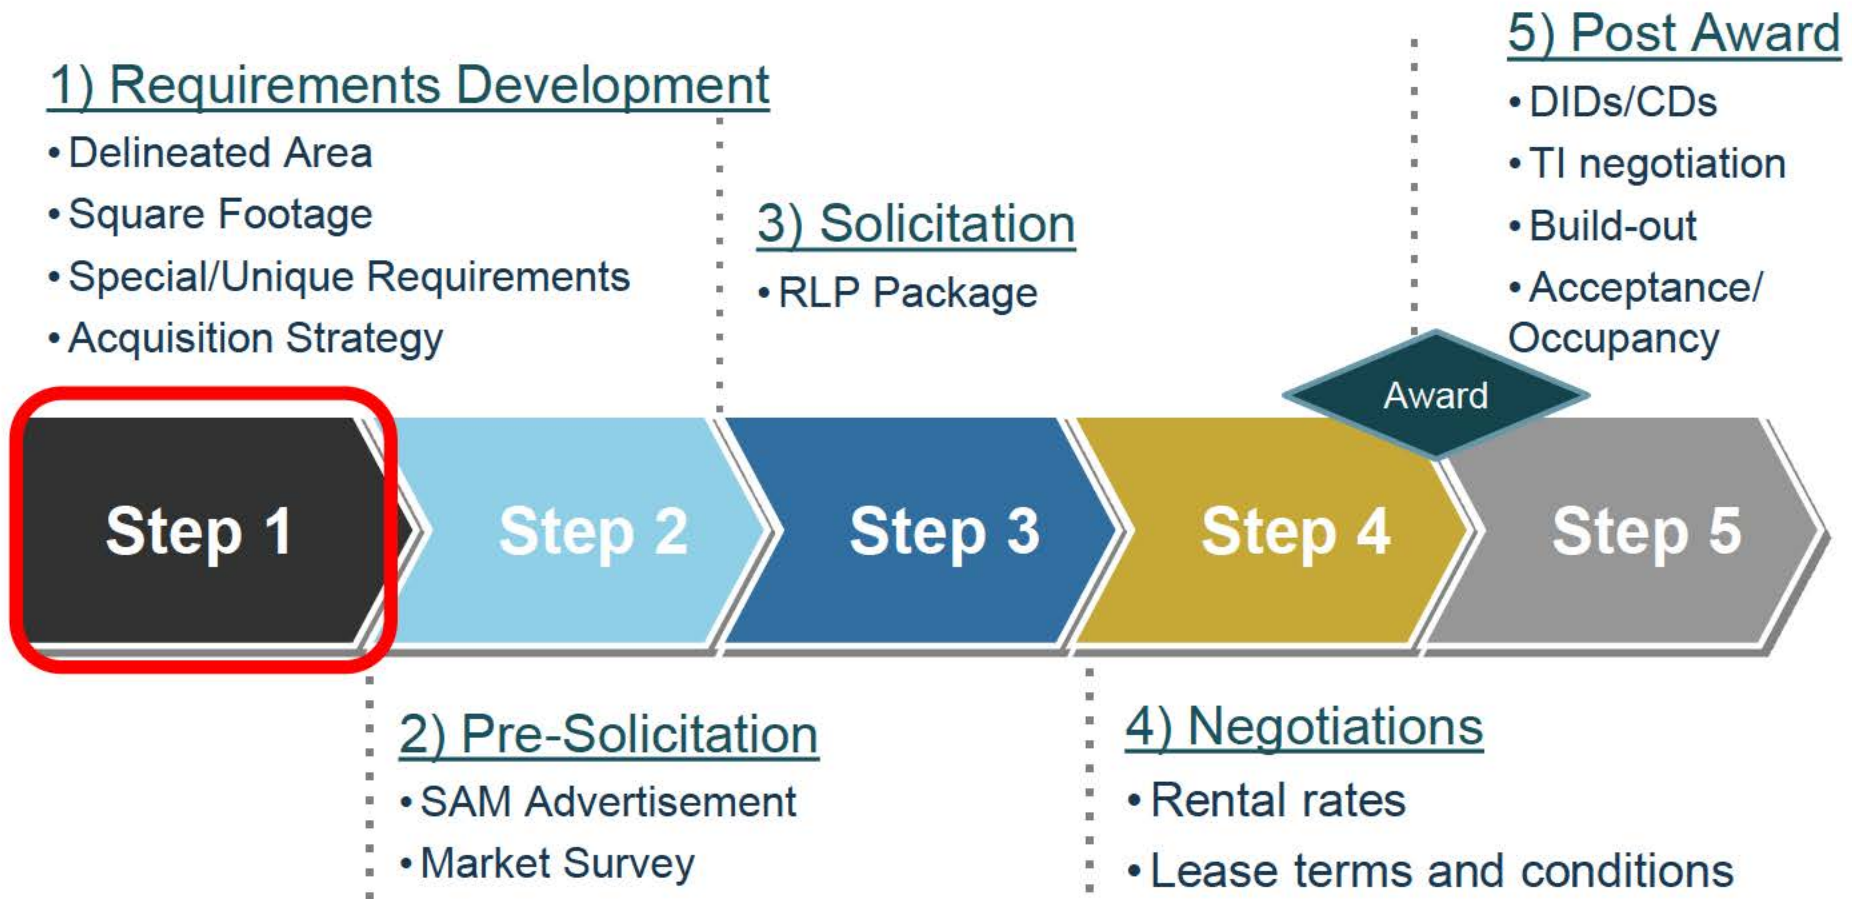 1) Requirements Development
• Delineated Area
• Square Footage
• Special/Unique Requirements
• Acquisition Strategy
3) Solicitation
• RLP Package
5) Post Award
• DIDs/CDs
• TI negotiation
• Build-out
• Acceptance/
Occupancy
Award
Step 1
Step 2
Step 3
Step 4
Step 5
2) Pre-Solicitation
• SAM Advertisement
• Market Survey
4) Negotiations
• Rental rates
• Lease terms and conditions